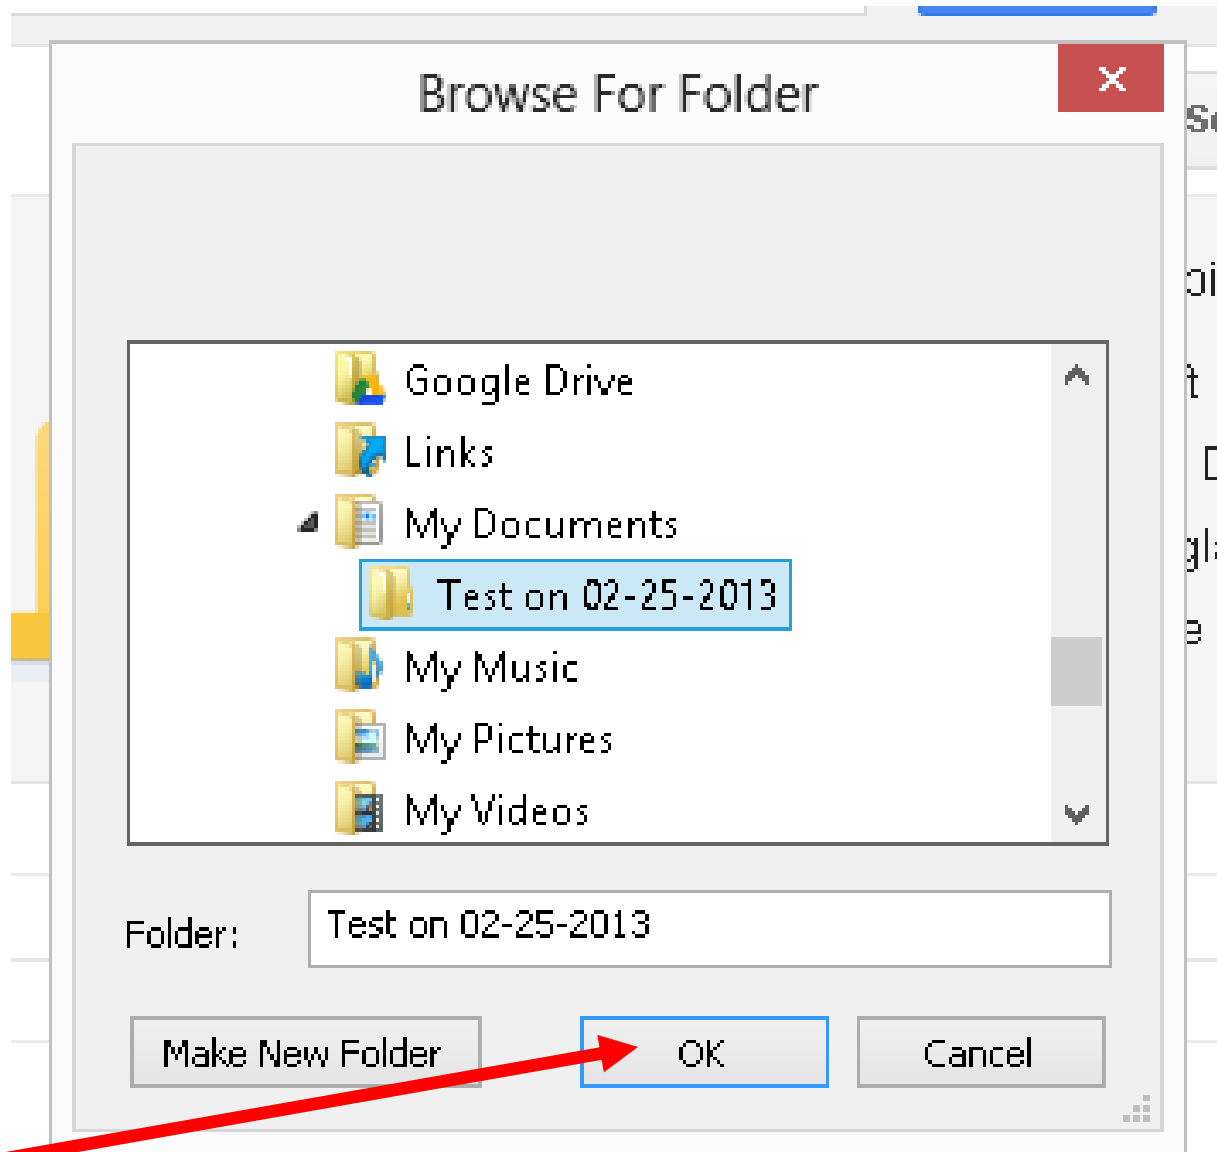 Browse For Folder
Google Drive
Links
My Documents
Test on 02-25-2013
My Music
My Pictures
My Videos
Folder:
Test on 02-25-2013
Make New Folder
OK
Cancel